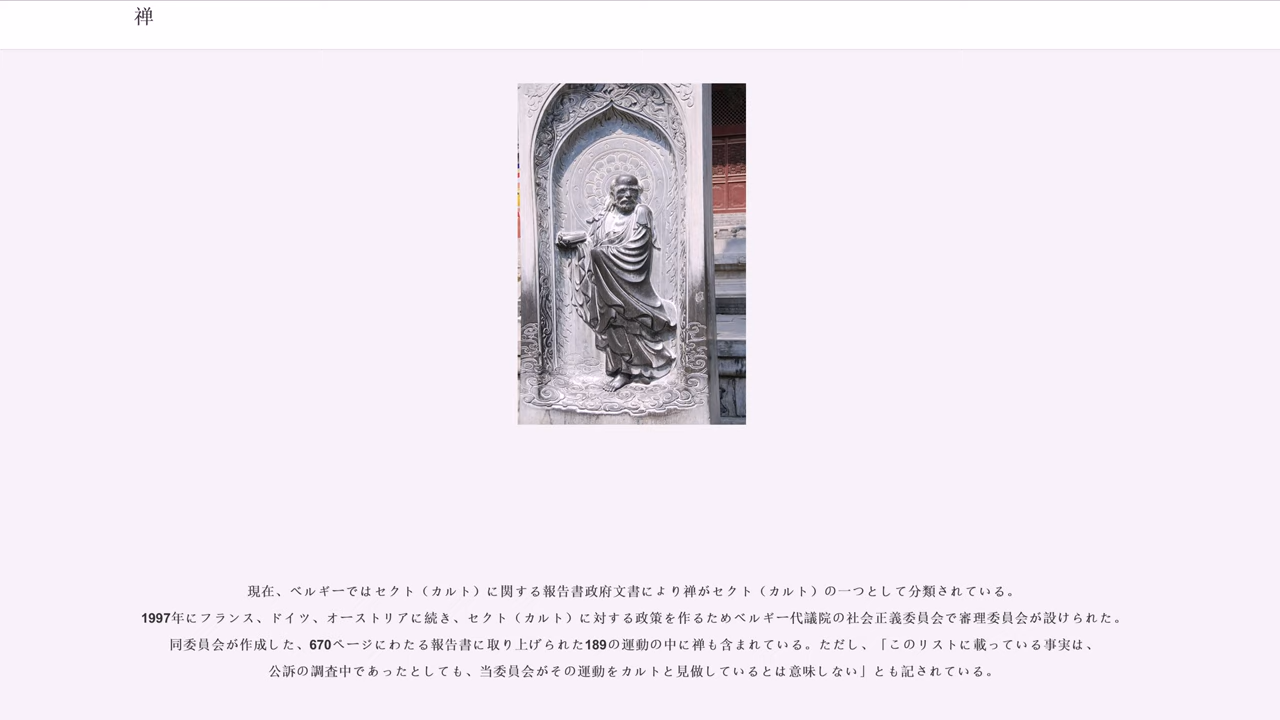 禅
現在、ベルギーではセクト（カルト）に関する報告書政府文書により禅がセクト（カルト）の一つとして分類されている。
1997年にフランス、ドイツ、オーストリアに続き、セクト（カルト）に対する政策を作るためベルギー代議院の社会正義委員会で審理委員会が設けられた。
同委員会が作成した、670ページにわたる報告書に取り上げられた189の運動の中に禅も含まれている。ただし、「このリストに載っている事実は、
公訴の調査中であったとしても、当委員会がその運動をカルトと見做しているとは意味しない」とも記されている。